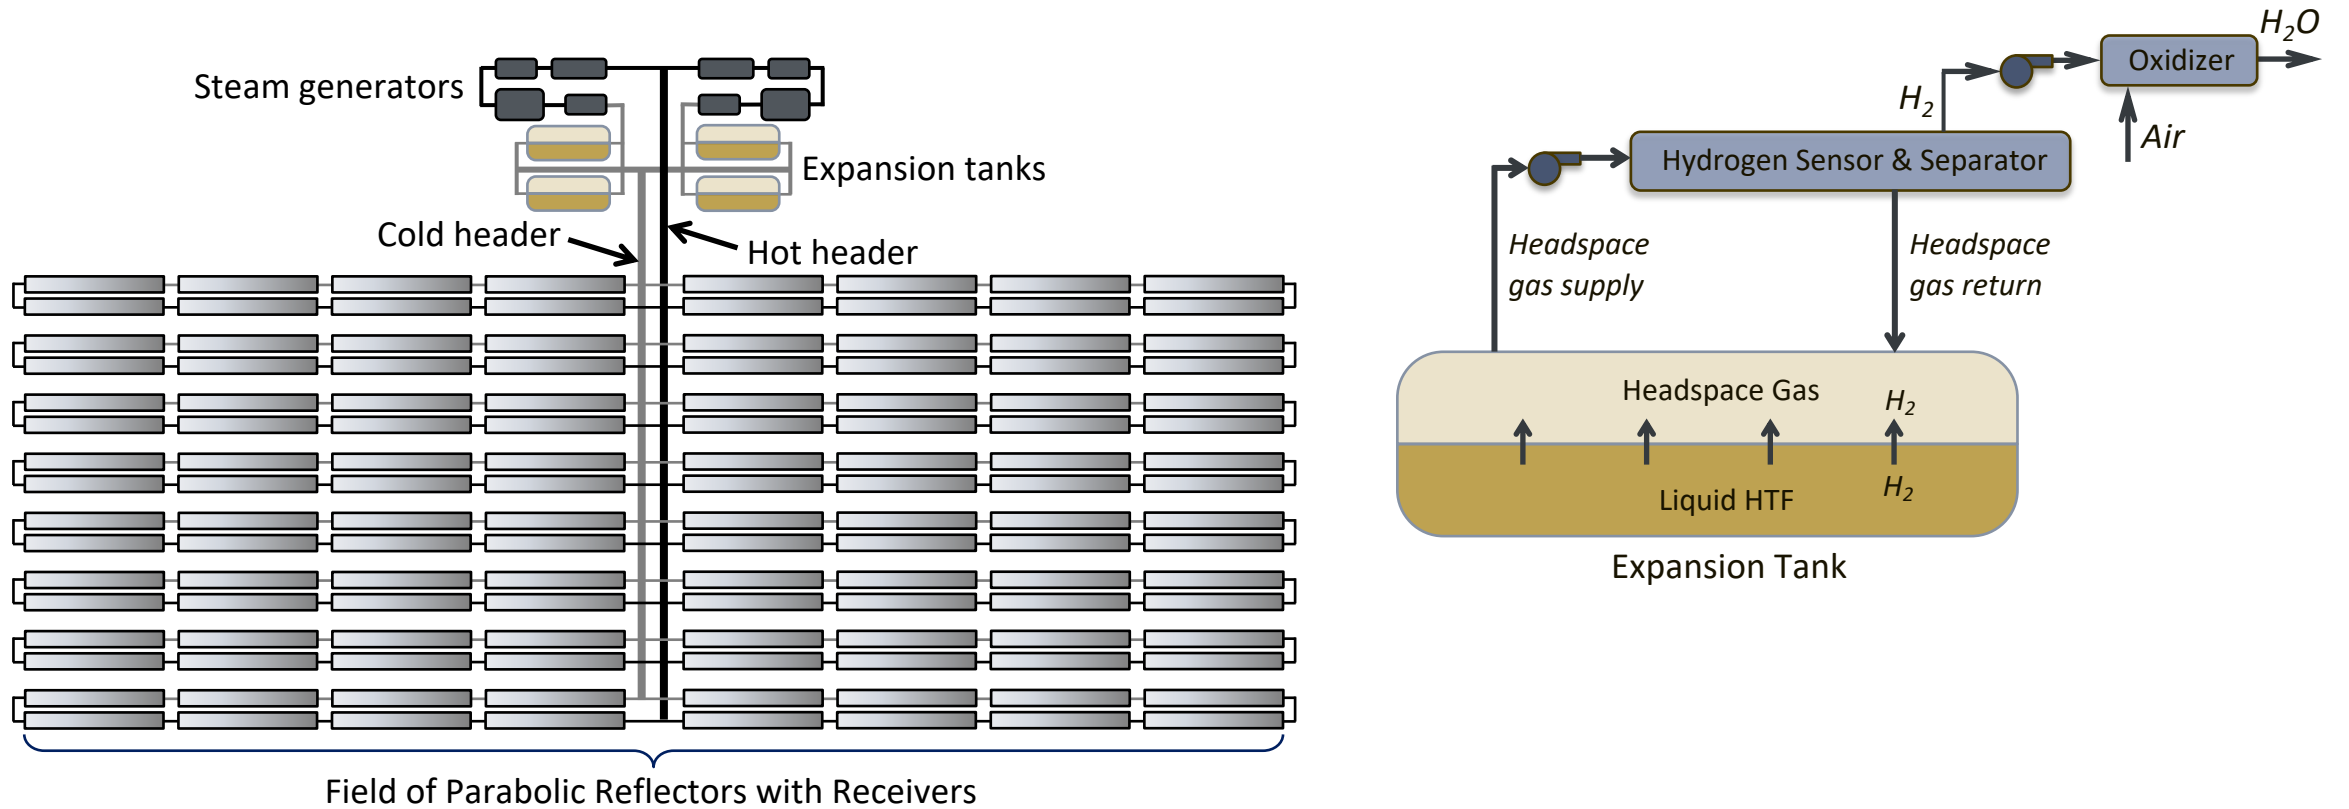 Steam generators
Expansion tanks
Cold header
Hot header
Field of Parabolic Reflectors with Receivers
H₂O
Oxidizer
H₂
Air
Hydrogen Sensor & Separator
Headspace
gas supply
Headspace
gas return
Headspace Gas
H₂
H₂
Liquid HTF
Expansion Tank